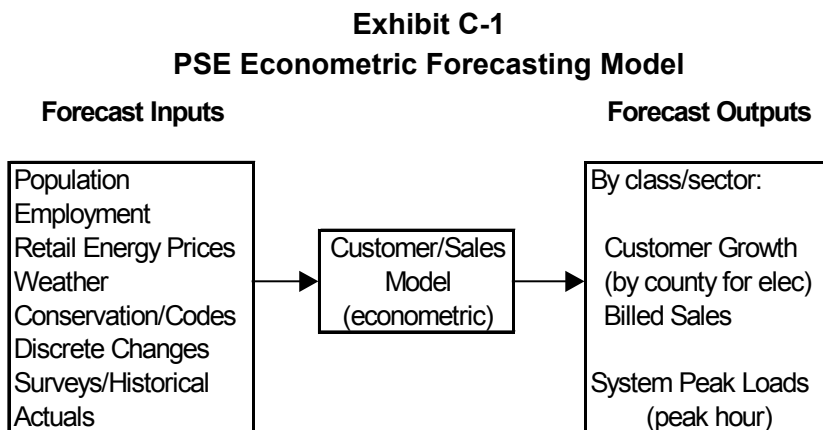 Exhibit C-1
PSE Econometric Forecasting Model
Forecast Inputs
Population
Employment
Retail Energy Prices
Weather
Conservation/Codes
Discrete Changes
Surveys/Historical
Actuals
Customer/Sales
Model
(econometric)
Forecast Outputs
By class/sector:
Customer Growth
(by county for elec)
Billed Sales
System Peak Loads
(peak hour)